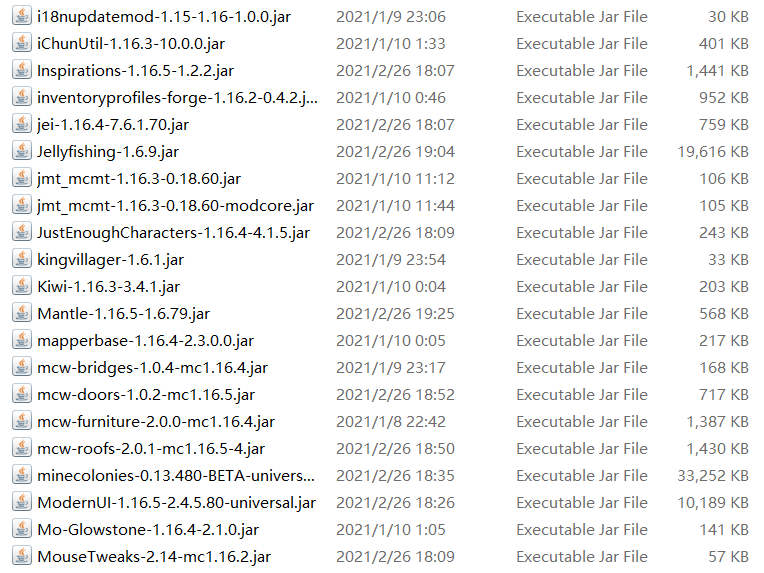 i18nupdatemod-1.15-1.16-1.0.0.jar 2021/1/9 23:06 Executable Jar File 30 KB
iChunUtil-1.16.3-10.0.0.jar 2021/1/10 1:33 Executable Jar File 401 KB
Inspirations-1.16.5-1.2.2.jar 2021/2/26 18:07 Executable Jar File 1,441 KB
inventoryprofiles-forge-1.16.2-0.4.2.j... 2021/1/10 0:46 Executable Jar File 952 KB
jei-1.16.4-7.6.1.70.jar 2021/2/26 18:07 Executable Jar File 759 KB
Jellyfishing-1.6.9.jar 2021/2/26 19:04 Executable Jar File 19,616 KB
jmt_mcmt-1.16.3-0.18.60.jar 2021/1/10 11:12 Executable Jar File 106 KB
jmt_mcmt-1.16.3-0.18.60-modcore.jar 2021/1/10 11:44 Executable Jar File 105 KB
JustEnoughCharacters-1.16.4-4.1.5.jar 2021/2/26 18:09 Executable Jar File 243 KB
kingvillager-1.6.1.jar 2021/1/9 23:54 Executable Jar File 33 KB
Kiwi-1.16.3-3.4.1.jar 2021/1/10 0:04 Executable Jar File 203 KB
Mantle-1.16.5-1.6.79.jar 2021/2/26 19:25 Executable Jar File 568 KB
mapperbase-1.16.4-2.3.0.0.jar 2021/1/10 0:05 Executable Jar File 217 KB
mcw-bridges-1.0.4-mc1.16.4.jar 2021/1/9 23:17 Executable Jar File 168 KB
mcw-doors-1.0.2-mc1.16.5.jar 2021/2/26 18:52 Executable Jar File 717 KB
mcw-furniture-2.0.0-mc1.16.4.jar 2021/1/8 22:42 Executable Jar File 1,387 KB
mcw-roofs-2.0.1-mc1.16.5-4.jar 2021/2/26 18:50 Executable Jar File 1,430 KB
minecolonies-0.13.480-BETA-univers... 2021/2/26 18:35 Executable Jar File 33,252 KB
ModernUI-1.16.5-2.4.5.80-universal.jar 2021/2/26 18:26 Executable Jar File 10,189 KB
Mo-Glowstone-1.16.4-2.1.0.jar 2021/1/10 1:05 Executable Jar File 141 KB
MouseTweaks-2.14-mc1.16.2.jar 2021/2/26 18:09 Executable Jar File 57 KB